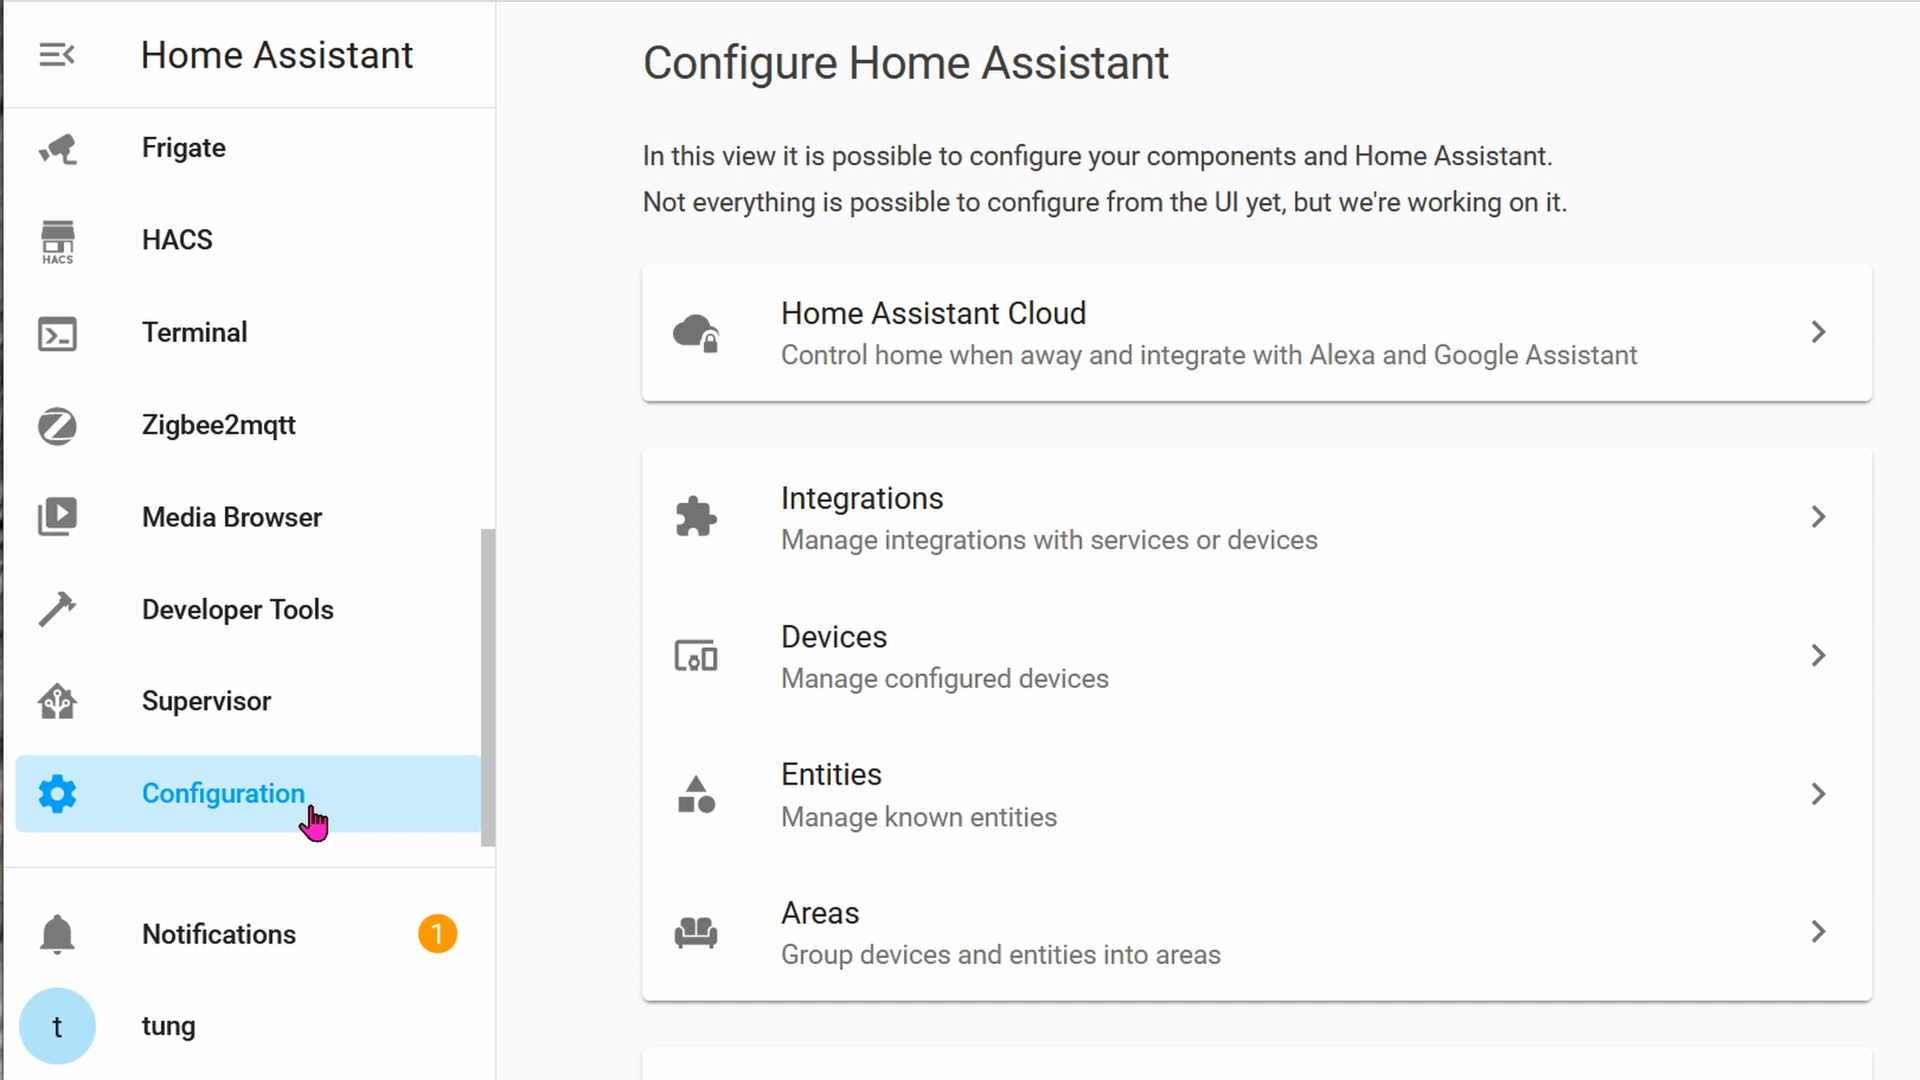 Home Assistant
Frigate
HACS
HACS
Terminal
Zigbee2mqtt
Media Browser
Developer Tools
Supervisor
Configuration
Notifications
1
t
tung
Configure Home Assistant
In this view it is possible to configure your components and Home Assistant.
Not everything is possible to configure from the UI yet, but we're working on it.
Home Assistant Cloud
Control home when away and integrate with Alexa and Google Assistant
Integrations
Manage integrations with services or devices
Devices
Manage configured devices
Entities
Manage known entities
Areas
Group devices and entities into areas